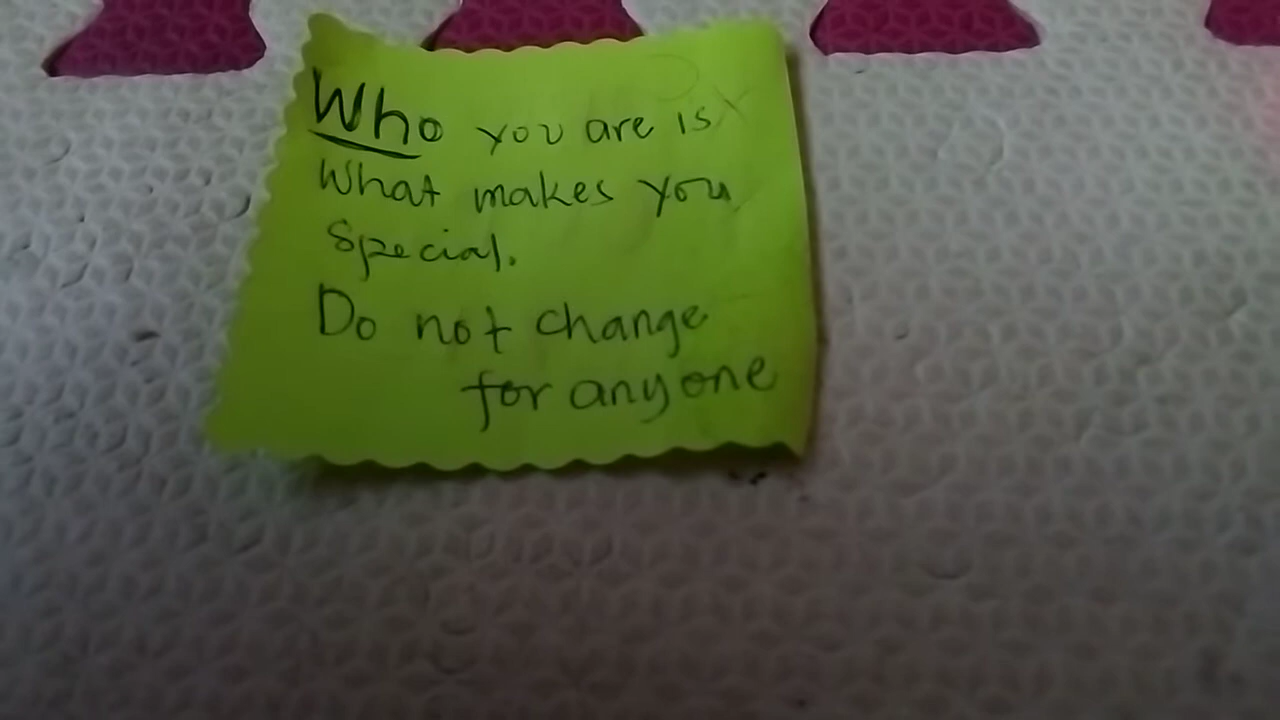 Who you are is
What makes you
special.
Do not change
for anyone